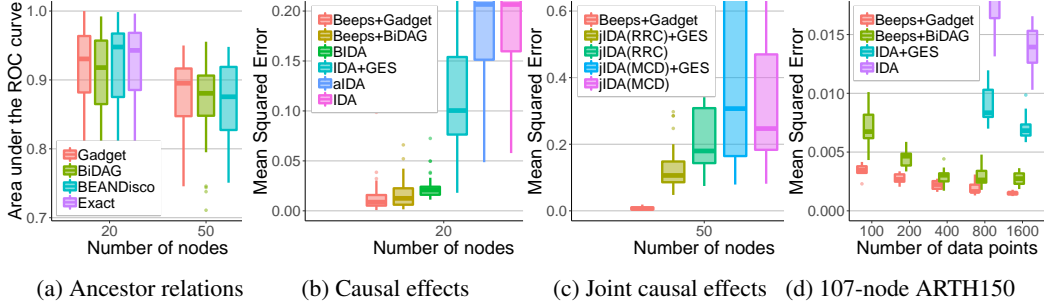 Area under the ROC curve
1.0
0.9
0.8
0.7
Gadget
BiDAG
BEANDisco
Exact
20
50
Number of nodes
(a) Ancestor relations
Mean Squared Error
0.20
0.15
0.10
0.05
0.00
Beeps+Gadget
Beeps+BiDAG
BIDA
IDA+GES
aIDA
IDA
20
Number of nodes
(b) Causal effects
Mean Squared Error
0.6
0.4
0.2
0.0
Beeps+Gadget
jIDA(RRC)+GES
jIDA(RRC)
jIDA(MCD)+GES
jIDA(MCD)
50
Number of nodes
(c) Joint causal effects
Mean Squared Error
0.015
0.010
0.005
0.000
Beeps+Gadget
Beeps+BiDAG
IDA+GES
IDA
100
200
400
800
1600
Number of data points
(d) 107-node ARTH150